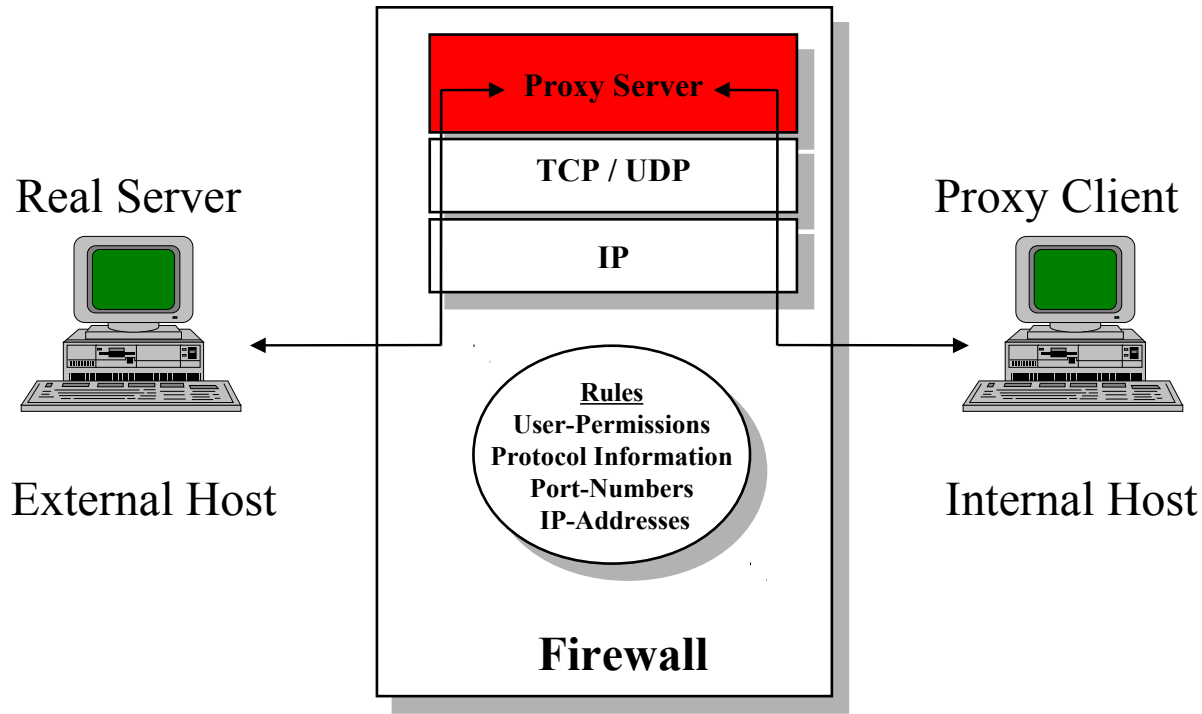 Proxy Server
TCP / UDP
IP
Real Server
Proxy Client
Rules
User-Permissions
Protocol Information
Port-Numbers
IP-Addresses
External Host
Internal Host
Firewall